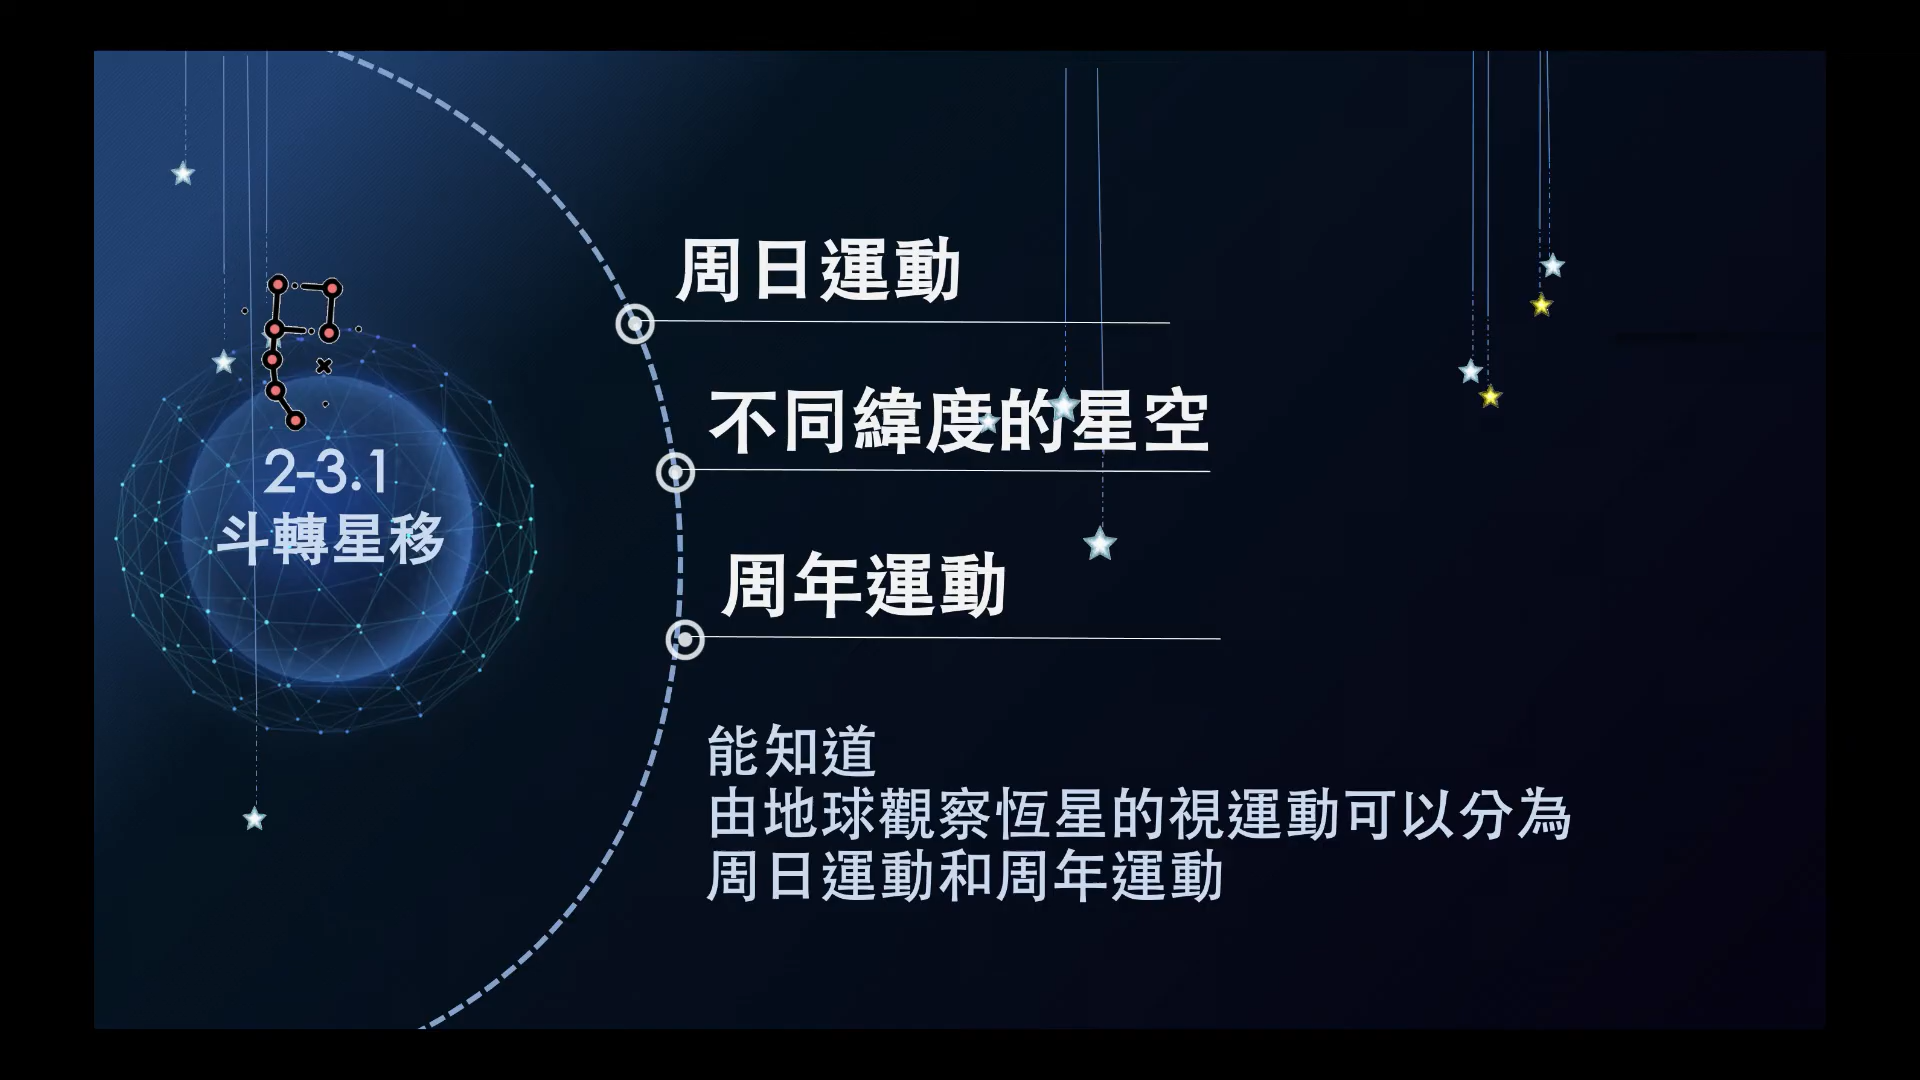 2-3.1
斗轉星移
周日運動
不同緯度的星空
周年運動
能知道
由地球觀察恆星的視運動可以分為
周日運動和周年運動